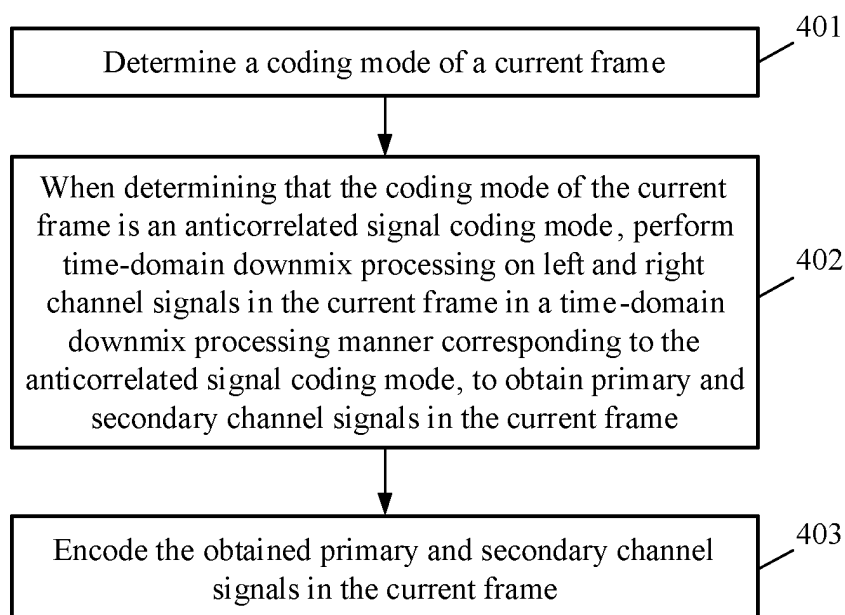 401
Determine a coding mode of a current frame
When determining that the coding mode of the current
frame is an anticorrelated signal coding mode, perform
time-domain downmix processing on left and right
channel signals in the current frame in a time-domain
downmix processing manner corresponding to the
anticorrelated signal coding mode, to obtain primary and
secondary channel signals in the current frame
402
Encode the obtained primary and secondary channel
signals in the current frame
403